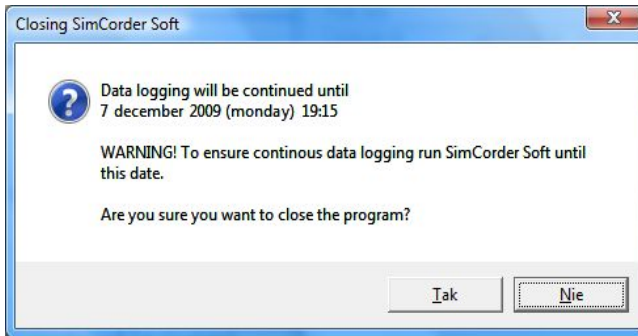 Closing SimCorder Soft
Data logging will be continued until
7 december 2009 (monday) 19:15
WARNING! To ensure continous data logging run SimCorder Soft until
this date.
Are you sure you want to close the program?
Tak
Nie